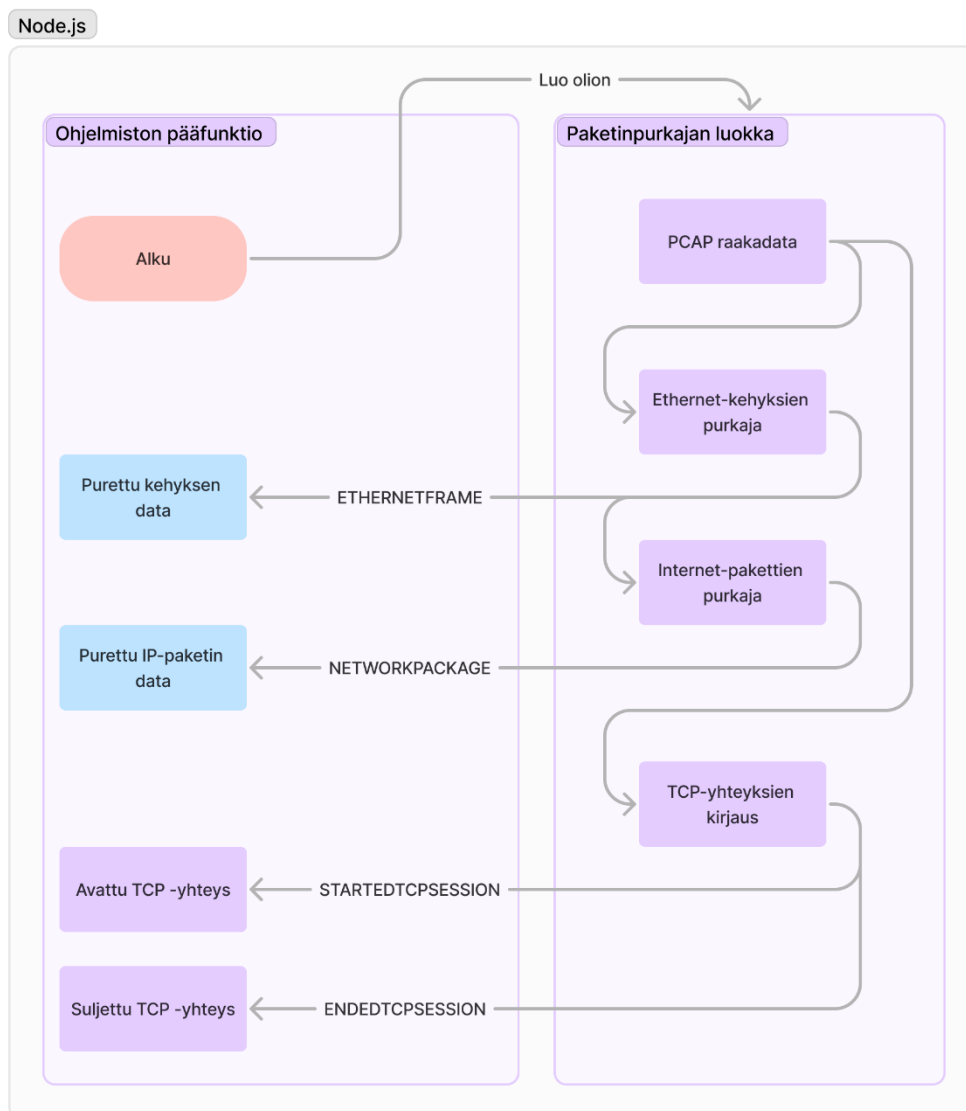 Node.js
Luo olion
Ohjelmiston pääfunktio
Paketinpurkajan luokka
Alku
PCAP raakadata
Ethernet-kehyksien
purkaja
Purettu kehyksen
data
ETHERNETFRAME
Internet-pakettien
purkaja
Purettu IP-paketin
data
NETWORKPACKAGE
TCP-yhteyksien
kirjaus
Avattu TCP -yhteys
STARTEDTCPSESSION
Suljettu TCP -yhteys
ENDEDTCPSESSION